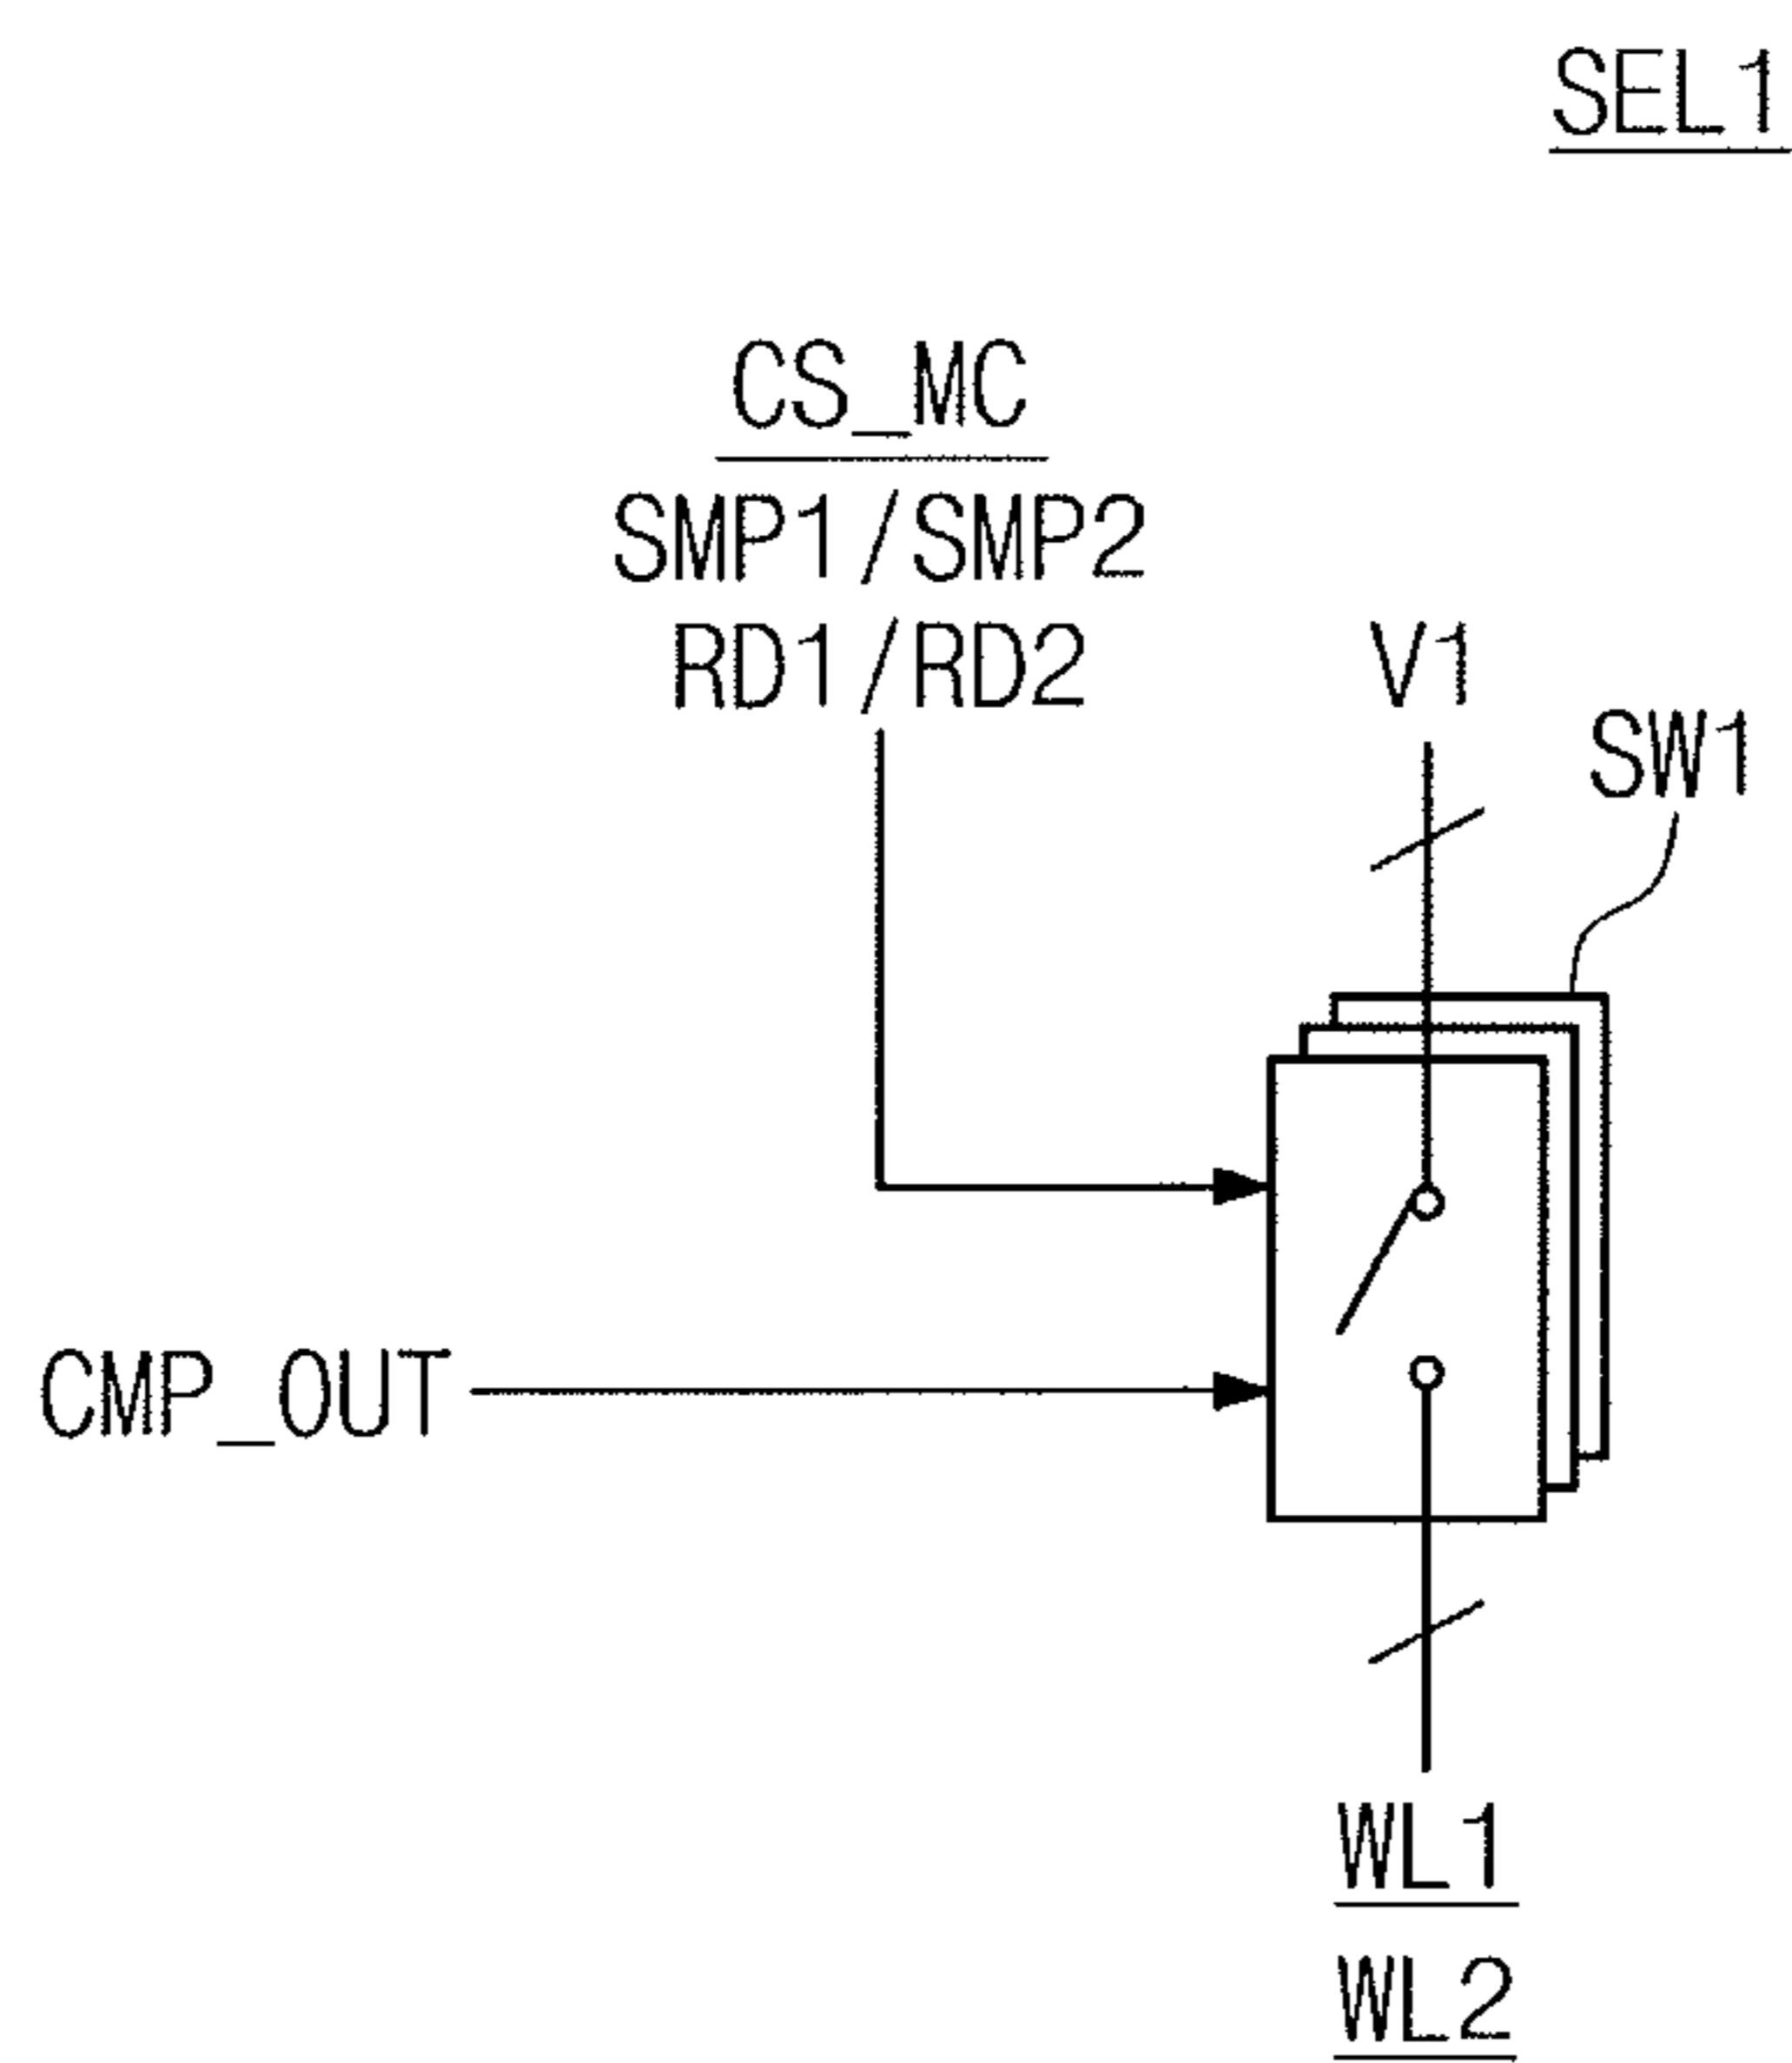 SEL1
CS_MC
SMP1/SMP2
RD1/RD2
V1
SW1
CMP_OUT
WL1
WL2